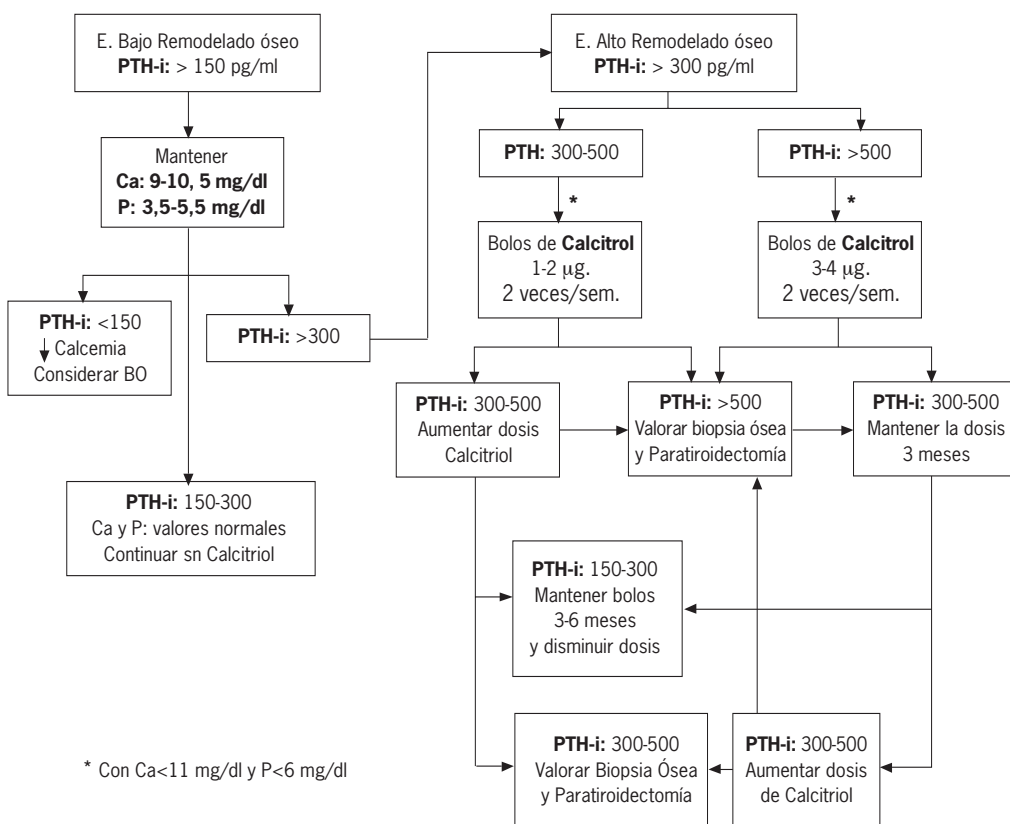 E. Bajo Remodelado óseo
PTH-i: > 150 pg/ml
E. Alto Remodelado óseo
PTH-i: > 300 pg/ml
Mantener
Ca: 9-10, 5 mg/dl
P: 3,5-5,5 mg/dl
PTH: 300-500
PTH-i: >500
*
*
Bolos de Calcitrol
1-2 μg.
2 veces/sem.
Bolos de Calcitrol
3-4 μg.
2 veces/sem.
PTH-i: <150
↓ Calcemia
Considerar BO
PTH-i: >300
PTH-i: 300-500
Aumentar dosis
Calcitriol
PTH-i: >500
Valorar biopsia ósea
y Paratiroidectomía
PTH-i: 300-500
Mantener la dosis
3 meses
PTH-i: 150-300
Ca y P: valores normales
Continuar sn Calcitriol
PTH-i: 150-300
Mantener bolos
3-6 meses
y disminuir dosis
PTH-i: 300-500
Valorar Biopsia Ósea
y Paratiroidectomía
PTH-i: 300-500
Aumentar dosis
de Calcitriol
* Con Ca<11 mg/dl y P<6 mg/dl